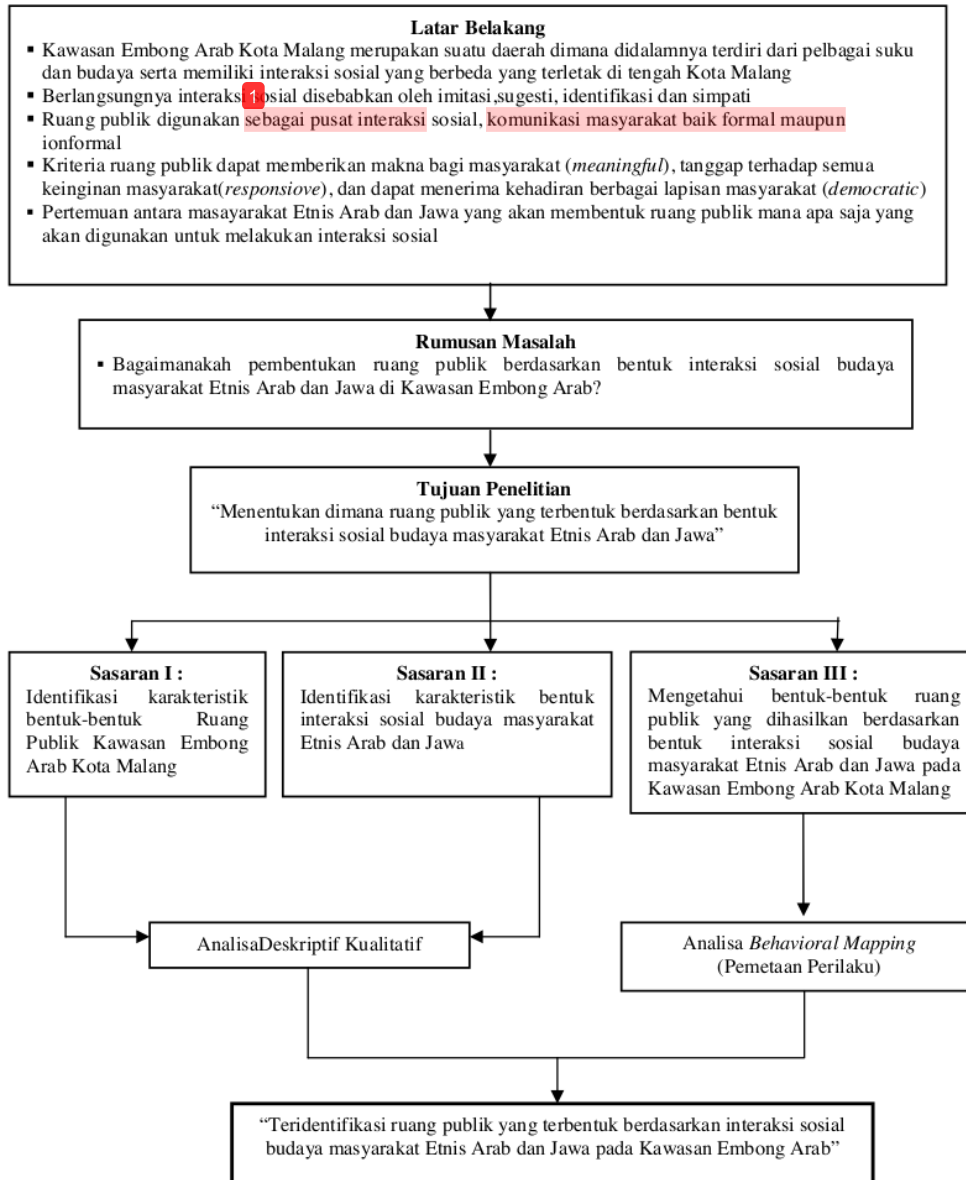 Latar Belakang
▪ Kawasan Embong Arab Kota Malang merupakan suatu daerah dimana didalamnya terdiri dari pelbagai suku
dan budaya serta memiliki interaksi sosial yang berbeda yang terletak di tengah Kota Malang
▪ Berlangsungnya interaksi 1 sosial disebabkan oleh imitasi,sugesti, identifikasi dan simpati
▪ Ruang publik digunakan sebagai pusat interaksi sosial, komunikasi masyarakat baik formal maupun
ionformal
▪ Kriteria ruang publik dapat memberikan makna bagi masyarakat (meaningful), tanggap terhadap semua
keinginan masyarakat(responsiove), dan dapat menerima kehadiran berbagai lapisan masyarakat (democratic)
▪ Pertemuan antara masayarakat Etnis Arab dan Jawa yang akan membentuk ruang publik mana apa saja yang
akan digunakan untuk melakukan interaksi sosial
Rumusan Masalah
▪ Bagaimanakah pembentukan ruang publik berdasarkan bentuk interaksi sosial budaya
masyarakat Etnis Arab dan Jawa di Kawasan Embong Arab?
Tujuan Penelitian
“Menentukan dimana ruang publik yang terbentuk berdasarkan bentuk
interaksi sosial budaya masyarakat Etnis Arab dan Jawa”
Sasaran I :
Identifikasi karakteristik
bentuk-bentuk Ruang
Publik Kawasan Embong
Arab Kota Malang
Sasaran II :
Identifikasi karakteristik bentuk
interaksi sosial budaya masyarakat
Etnis Arab dan Jawa
Sasaran III :
Mengetahui bentuk-bentuk ruang
publik yang dihasilkan berdasarkan
bentuk interaksi sosial budaya
masyarakat Etnis Arab dan Jawa pada
Kawasan Embong Arab Kota Malang
AnalisaDeskriptif Kualitatif
Analisa Behavioral Mapping
(Pemetaan Perilaku)
“Teridentifikasi ruang publik yang terbentuk berdasarkan interaksi sosial
budaya masyarakat Etnis Arab dan Jawa pada Kawasan Embong Arab”